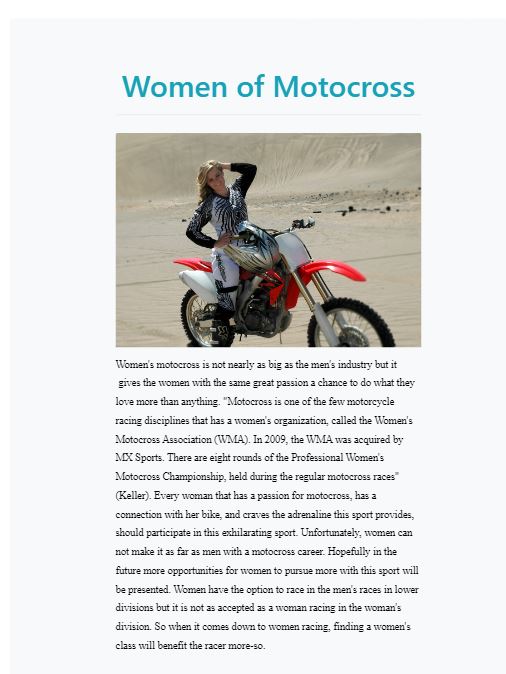 Women of Motocross
Women's motocross is not nearly as big as the men's industry but it
gives the women with the same great passion a chance to do what they
love more than anything. "Motocross is one of the few motorcycle
racing disciplines that has a women's organization, called the Women's
Motocross Association (WMA). In 2009, the WMA was acquired by
MX Sports. There are eight rounds of the Professional Women's
Motocross Championship, held during the regular motocross races"
(Keller). Every woman that has a passion for motocross, has a
connection with her bike, and craves the adrenaline this sport provides,
should participate in this exhilarating sport. Unfortunately, women can
not make it as far as men with a motocross career. Hopefully in the
future more opportunities for women to pursue more with this sport will
be presented. Women have the option to race in the men's races in lower
divisions but it is not as accepted as a woman racing in the woman's
division. So when it comes down to women racing, finding a women's
class will benefit the racer more-so.